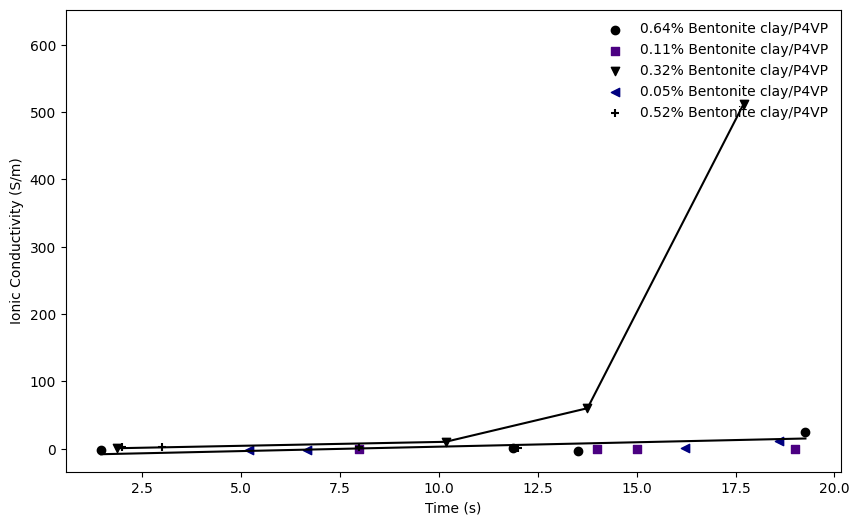 0.64% Bentonite clay/P4VP
0.11% Bentonite clay/P4VP
0.32% Bentonite clay/P4VP
0.05% Bentonite clay/P4VP
0.52% Bentonite clay/P4VP
600
500
400
300
200
100
0
Ionic Conductivity (S/m)
2.5 5.0 7.5 10.0 12.5 15.0 17.5 20.0
Time (s)